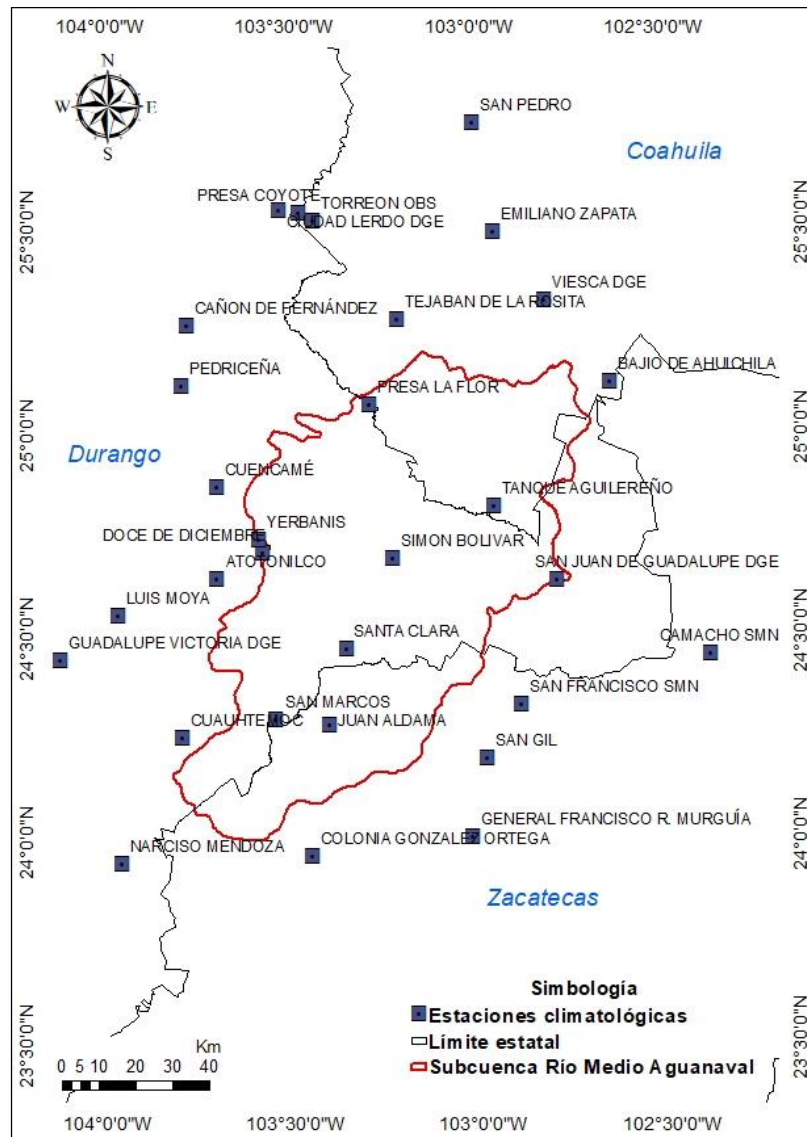 104°0'0"W 103°30'0"W 103°0'0"W 102°30'0"W
N
W E
S
SAN PEDRO
Coahuila
PRESA COYOTE
TORREON OBS
CIUDAD LERDO DGE
EMILIANO ZAPATA
25°30'0"N
25°30'0"N
VIESCA DGE
CAÑON DE FERNÁNDEZ
TEJABAN DE LA ROSITA
BAJIO DE AHULCHILA
PEDRICEÑA
PRESA LA FLOR
25°0'0"N
25°0'0"N
Durango
CUENCAMÉ
TANQUE AGUILEREÑO
DOCE DE DICIEMBRE
YERBANIS
SIMON BOLIVAR
SAN JUAN DE GUADALUPE DGE
ATOTONILCO
LUIS MOYA
24°30'0"N
24°30'0"N
GUADALUPE VICTORIA DGE
SANTA CLARA
CAMACHO SMN
SAN FRANCISCO SMN
CUAUHTEMOC
SAN MARCOS
JUAN ALDAMA
SAN GIL
24°0'0"N
24°0'0"N
GENERAL FRANCISCO R. MURGUÍA
NARCISO MENDOZA
COLONIA GONZALEZ ORTEGA
Zacatecas
Simbología
Estaciones climatológicas
Límite estatal
Subcuenca Río Medio Aguanaval
Km
0 5 10 20 30 40
23°30'0"N
23°30'0"N
104°0'0"W 103°30'0"W 103°0'0"W 102°30'0"W